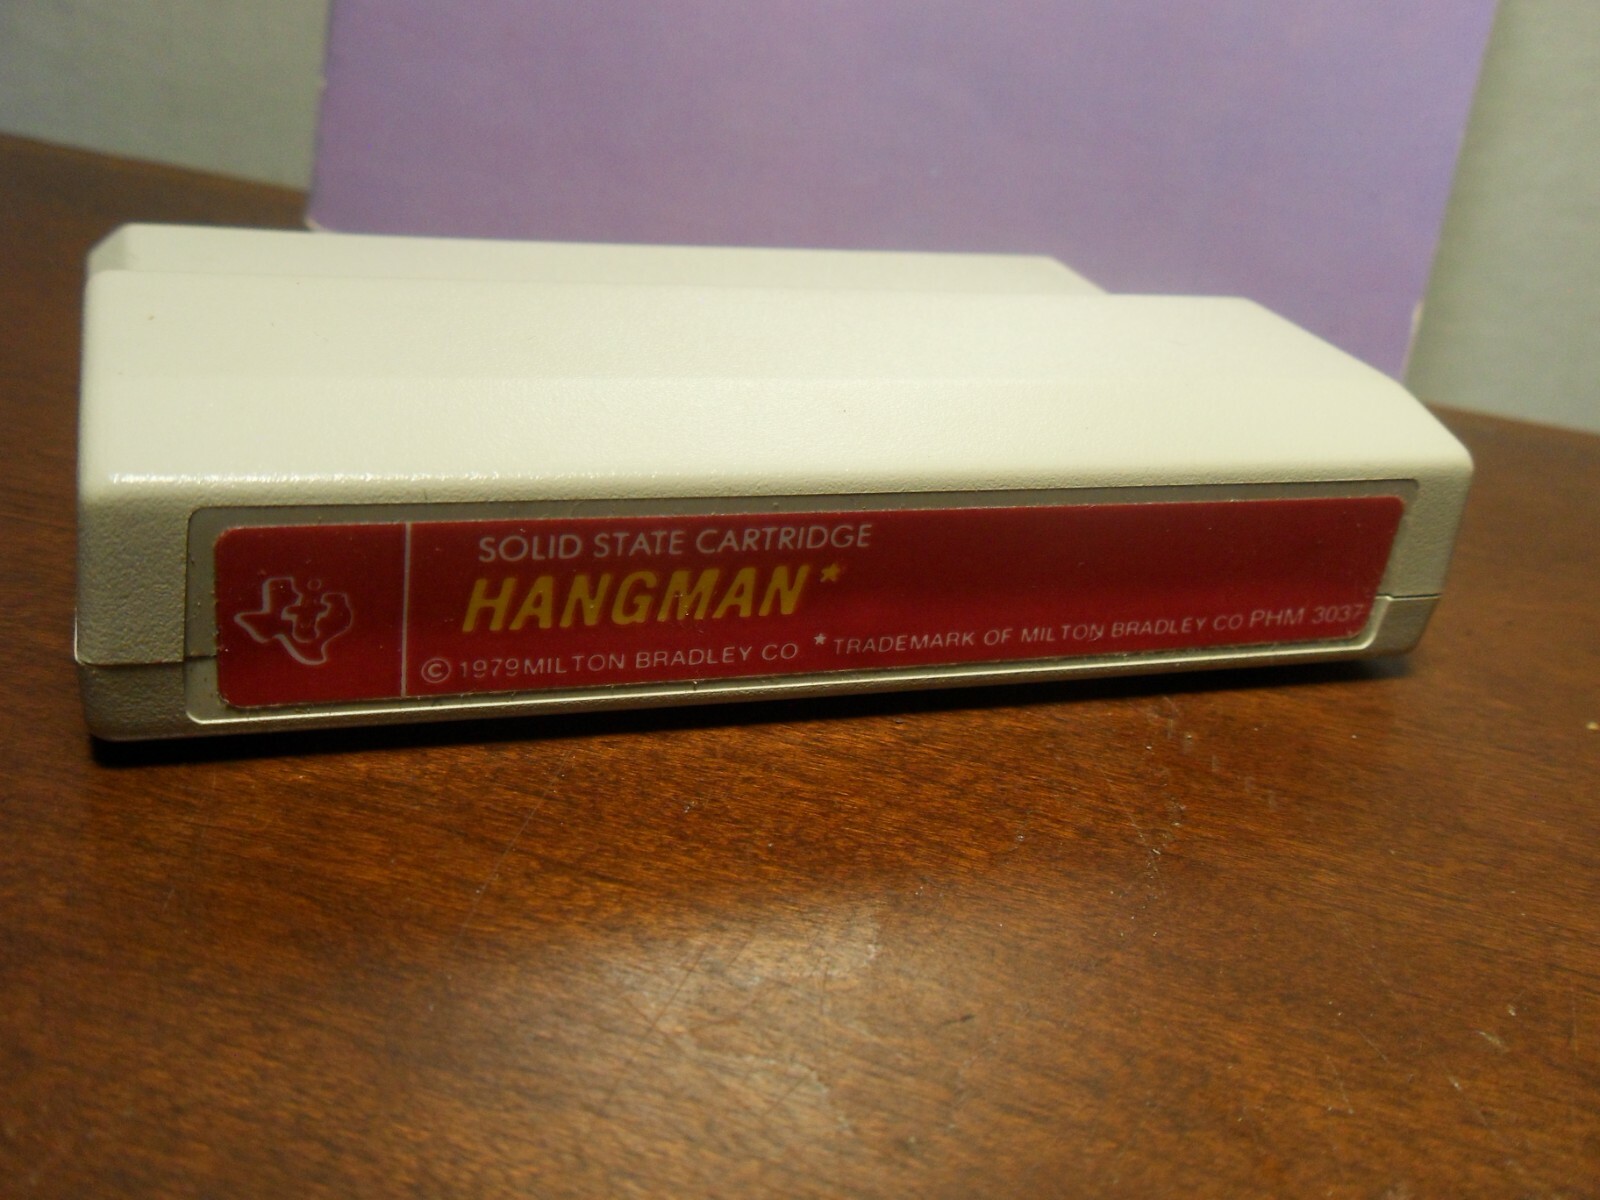 SOLID STATE CARTRIDGE
HANGMAN*
© 1979 MILTON BRADLEY CO *TRADEMARK OF MILTON BRADLEY CO PHM 3037